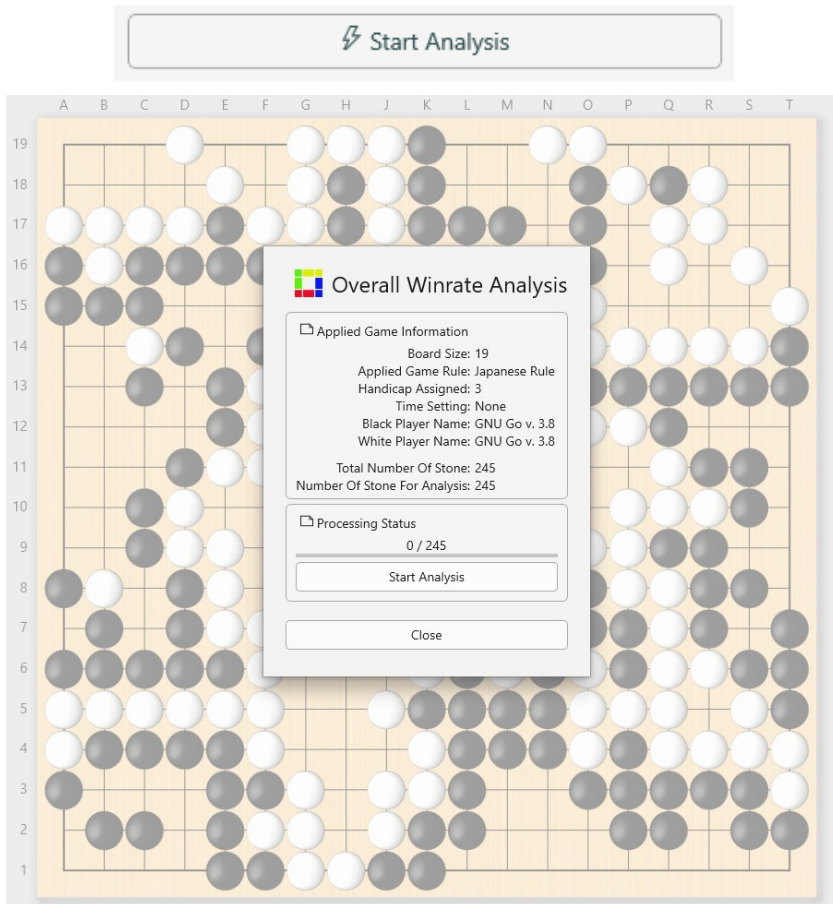 Start Analysis
A B C D E F G H J K L M N O P Q R S T
19
18
17
16
Overall Winrate Analysis
15
Applied Game Information
Board Size: 19
14
Applied Game Rule: Japanese Rule
Handicap Assigned: 3
13
Time Setting: None
Black Player Name: GNU Go v. 3.8
12
White Player Name: GNU Go v. 3.8
11
Total Number Of Stone: 245
Number Of Stone For Analysis: 245
10
Processing Status
9
0 / 245
Start Analysis
8
7
Close
6
5
4
3
2
1